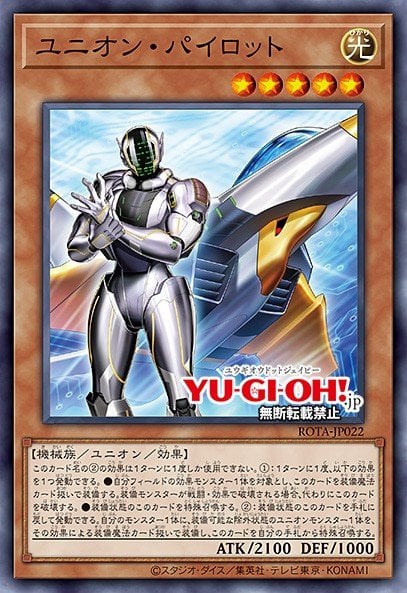 ユニオン・パイロット
光
ユウギオウドットジェイピー
YU-GI-OH!.jp
無断転載禁止
ROTA-JP022
【機械族/ユニオン/効果】
このカード名の②の効果は1ターンに1度しか使用できない。①:1ターンに1度、以下の効果を
1つ発動できる。●自分フィールドの効果モンスター1体を対象とし、このカードを装備魔法
カード扱いで装備する。装備モンスターが戦闘・効果で破壊される場合、代わりにこのカード
を破壊する。●装備状態のこのカードを特殊召喚する。②:装備状態のこのカードを手札に
戻して発動できる。自分のモンスター1体に、装備可能な除外状態のユニオンモンスター1体を
その効果による装備カード扱いで装備し、このカードを自分の手札から特殊召喚する
ATK/2100 DEF/1000
©スタジオ・ダイス/集英社・テレビ東京・KONAMI